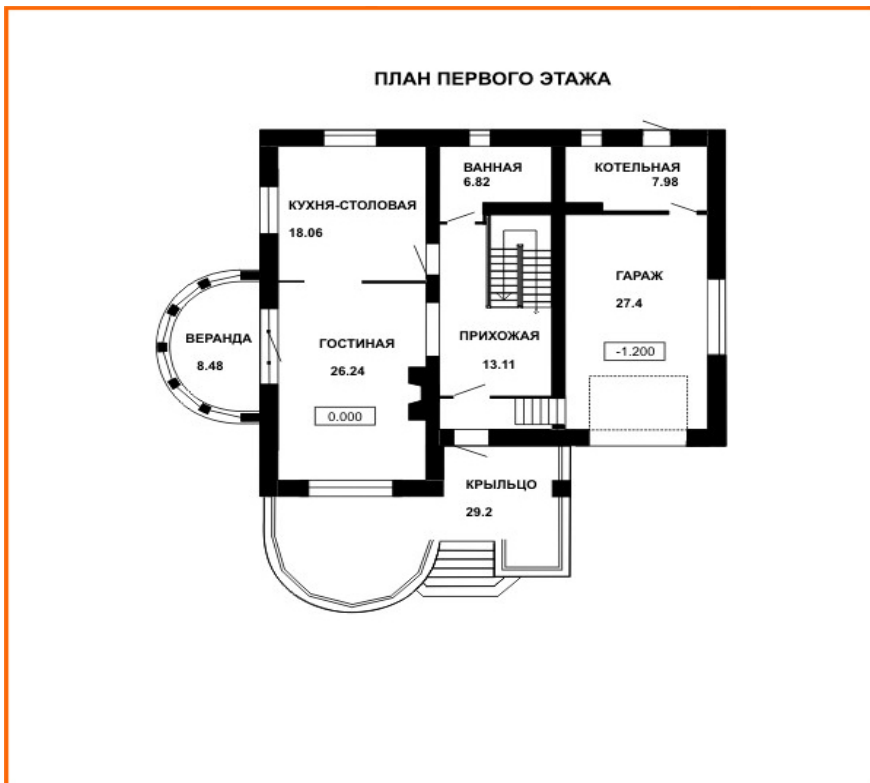 ПЛАН ПЕРВОГО ЭТАЖА
ВАННАЯ
6.82
КОТЕЛЬНАЯ
7.98
КУХНЯ-СТОЛОВАЯ
18.06
ГАРАЖ
27.4
-1.200
ВЕРАНДА
8.48
ГОСТИНАЯ
26.24
0.000
ПРИХОЖАЯ
13.11
КРЫЛЬЦО
29.2